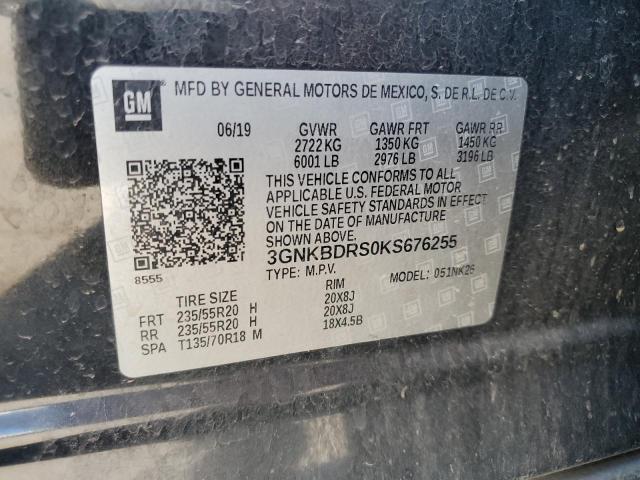 GM MFD BY GENERAL MOTORS DE MEXICO, S. DE R.L. DE C.V.
06/19 GVWR GAWR FRT GAWR RR
2722 KG 1350 KG 1450 KG
6001 LB 2976 LB 3196 LB
THIS VEHICLE CONFORMS TO ALL
APPLICABLE U.S. FEDERAL MOTOR
VEHICLE SAFETY STANDARDS IN EFFECT
ON THE DATE OF MANUFACTURE
SHOWN ABOVE.
3GNKBDRS0KS676255
8555 TYPE: M.P.V. MODEL: 051NK26
TIRE SIZE RIM
FRT 235/55R20 H 20X8J
RR 235/55R20 H 20X8J
SPA T135/70R18 M 18X4.5B